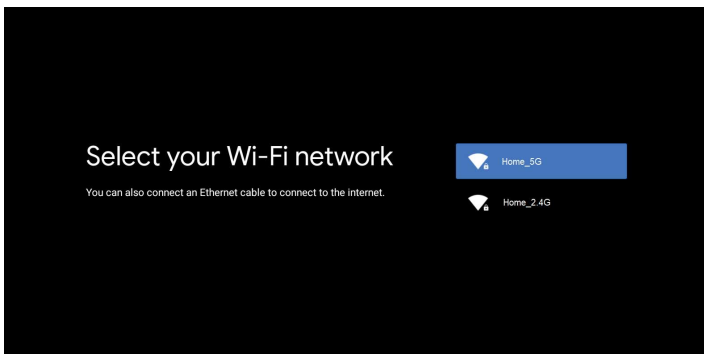 Select your Wi-Fi network
You can also connect an Ethernet cable to connect to the internet.
Home_5G
Home_2.4G